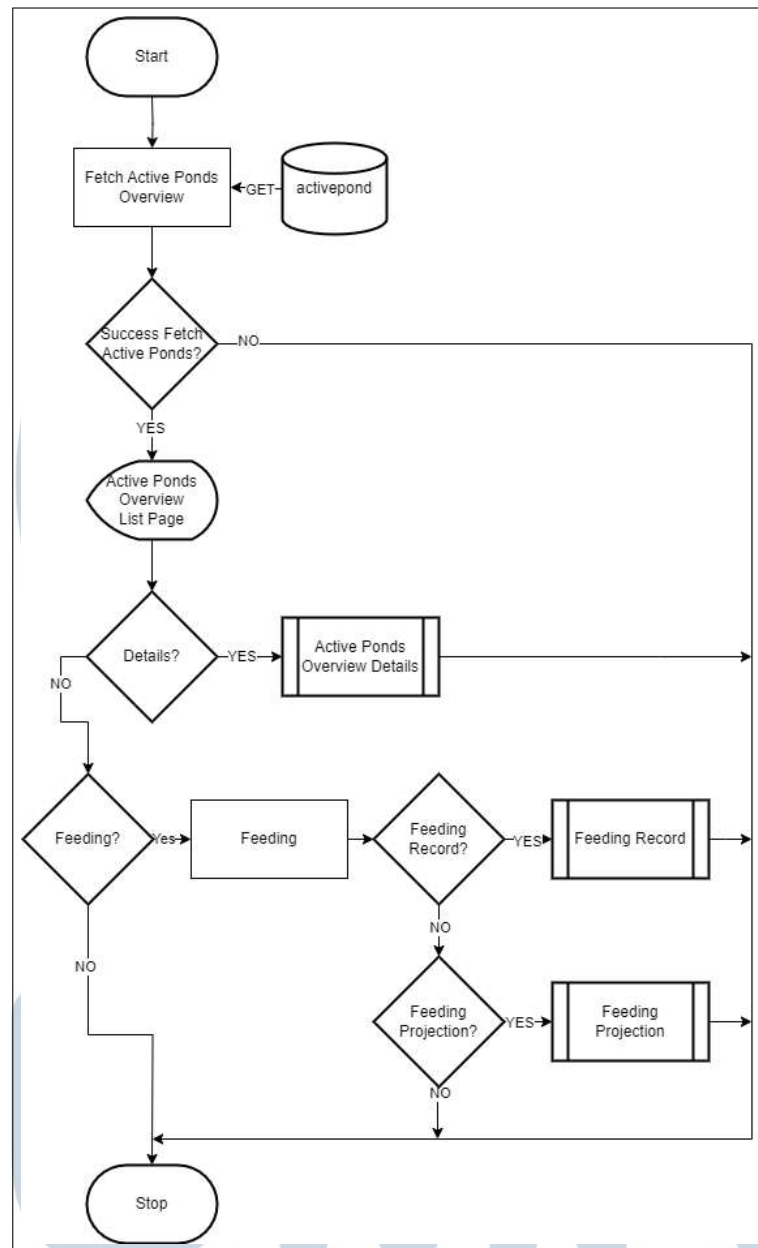 Start
Fetch Active Ponds
Overview
GET
activepond
Success Fetch
Active Ponds?
NO
YES
Active Ponds
Overview
List Page
Details?
YES
Active Ponds
Overview Details
NO
Feeding?
Yes
Feeding
Feeding
Record?
YES
Feeding Record
NO
NO
Feeding
Projection?
YES
Feeding
Projection
NO
Stop